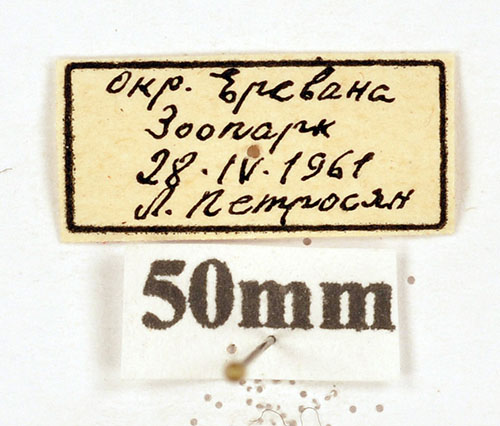 окр. Еревана
Зоопарк
28.IV.1961
Л. Петросян
50mm